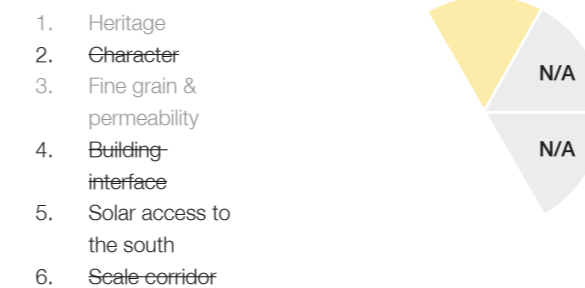 1. Heritage
2. Character
3. Fine grain &
permeability
4. Building
interface
5. Solar access to
the south
6. Scale corridor
N/A
N/A